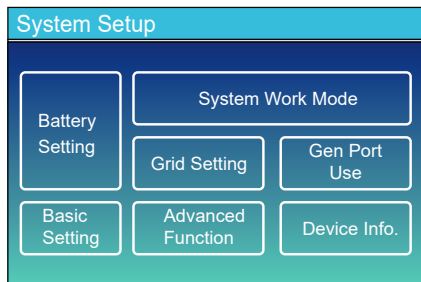 System Setup
Battery
Setting
System Work Mode
Grid Setting
Gen Port
Use
Basic
Setting
Advanced
Function
Device Info.